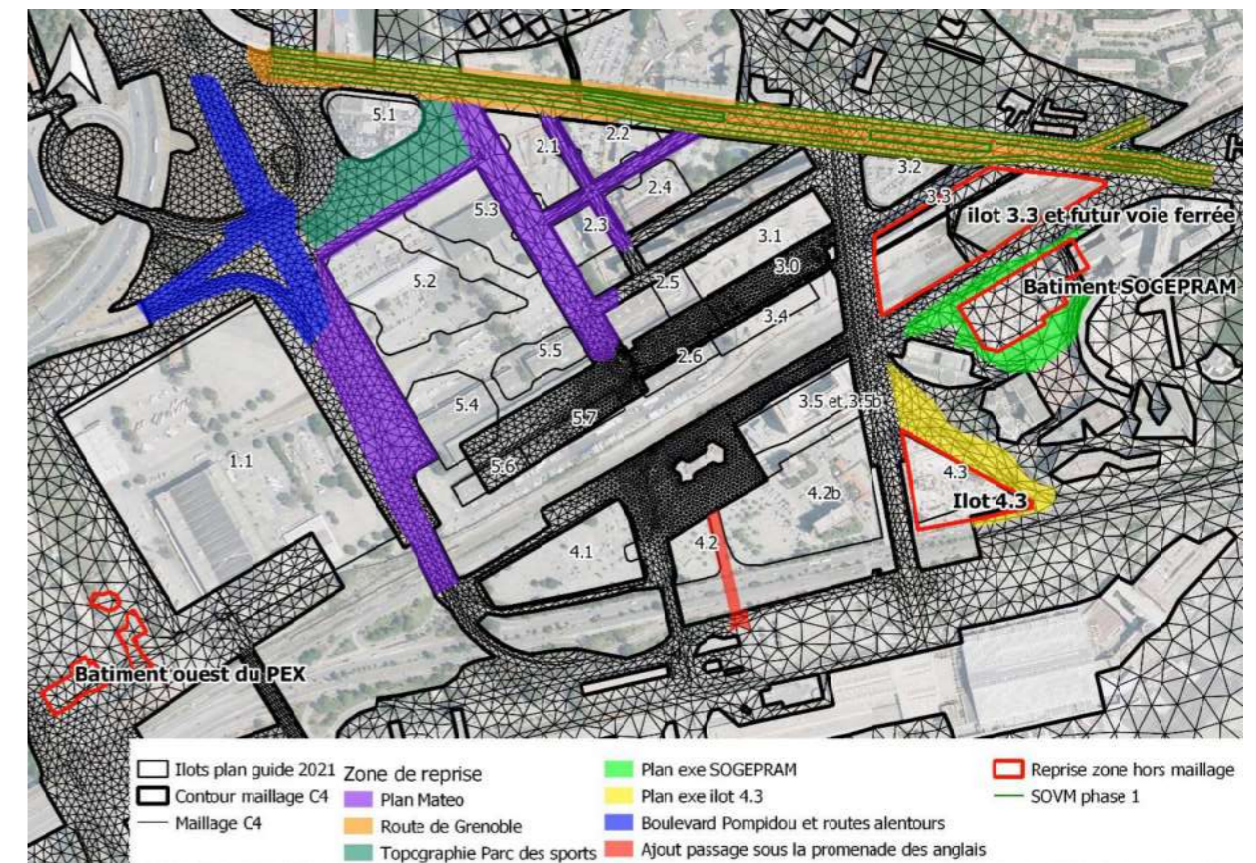 5.1
2.1
2.2
2.4
2.3
5.3
3.2
3.3
ilot 3.3 et futur voie ferrée
3.1
3.0
5.2
2.5
3.4
Batiment SOGEPRAM
5.5
2.6
5.4
5.7
3.5 et 3.5b
5.6
1.1
4.3
Ilot 4.3
4.2b
4.1
4.2
Batiment ouest du PEX
Ilots plan guide 2021
Contour maillage C4
Maillage C4
Zone de reprise
Plan Mateo
Route de Grenoble
Topographie Parc des sports
Plan exe SOGEPRAM
Plan exe ilot 4.3
Boulevard Pompidou et routes alentours
Ajout passage sous la promenade des anglais
Reprise zone hors maillage
SOVM phase 1